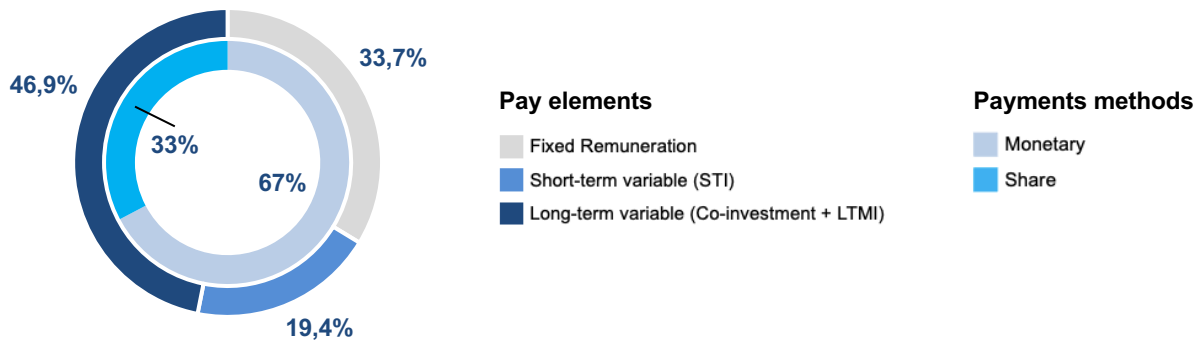 46,9%
33,7%
33%
67%
19,4%
Pay elements
Fixed Remuneration
Short-term variable (STI)
Long-term variable (Co-investment + LTMI)
Payments methods
Monetary
Share